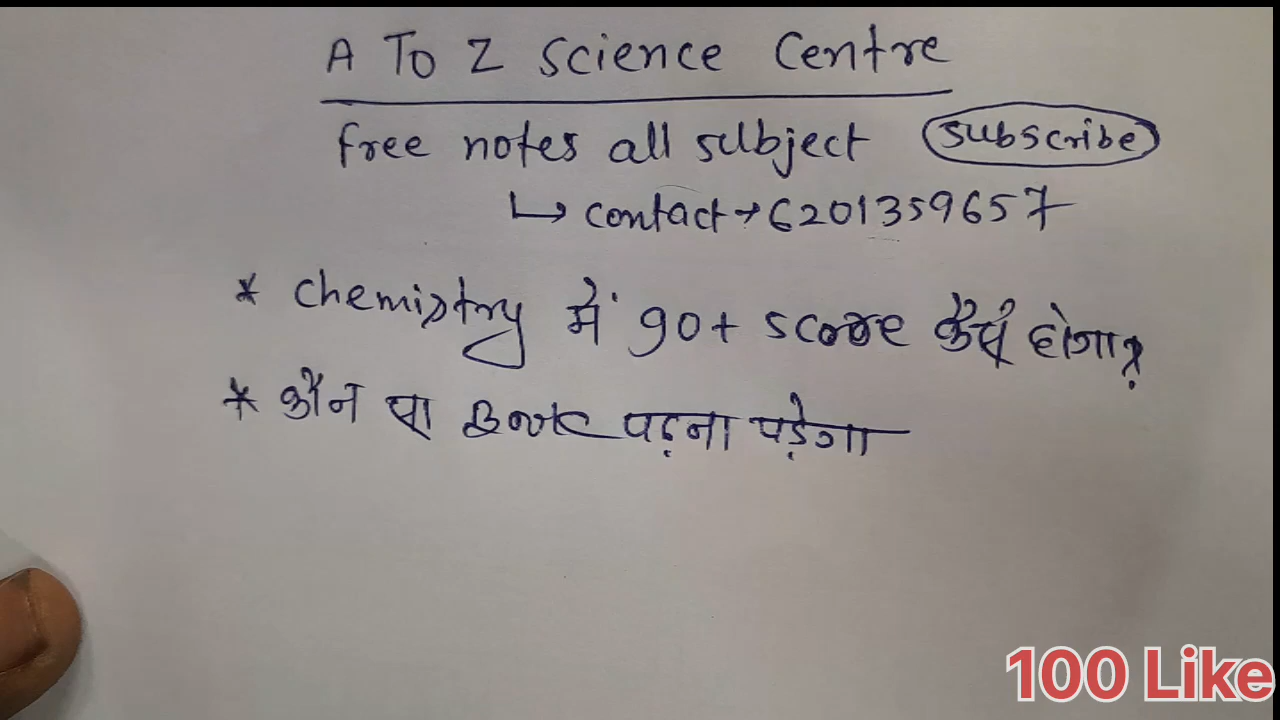 A To Z Science Centre
free notes all subject subscribe
↳ contact → 6201359657
* chemistry में 90+ score कैसे होगा ?
* कौन सा Book पढ़ना पड़ेगा
100 Like